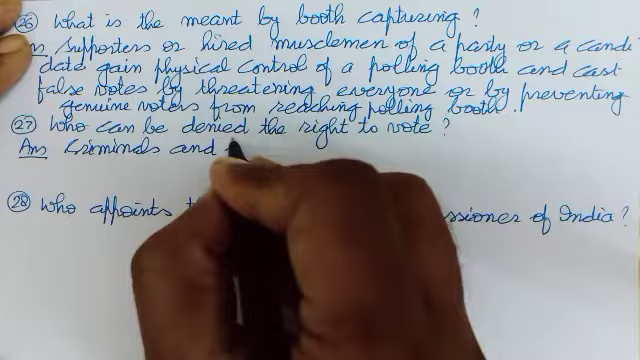 26 What is the meant by booth capturing ?
Ans Supporters or hired musclemen of a party or a candi
date gain physical control of a polling booth and cast
false votes by threatening everyone or by preventing
genuine voters from reaching polling booth.
27 Who can be denied the right to vote ?
Ans Criminals and
28 Who appoints ssioner of India ?